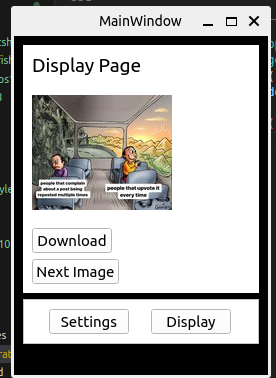 MainWindow
Display Page
people that complain
about a post being
reposted multiple times
people that upvote it
every time
Download
Next Image
Settings
Display